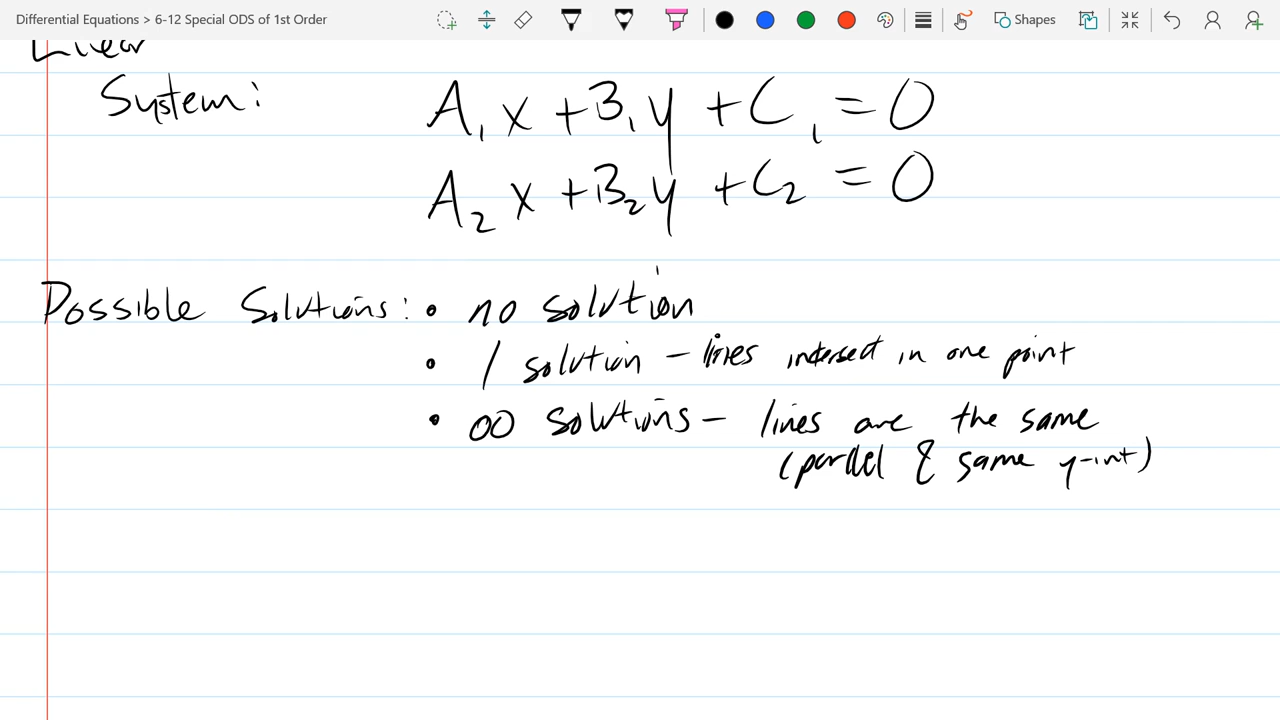 Differential Equations > 6-12 Special ODS of 1st Order
Shapes
Linear
System:
A₁x + B₁y + C₁ = 0
A₂x + B₂y + C₂ = 0
Possible Solutions: • no solution
• 1 solution – lines intersect in one point
• ∞ solutions – lines are the same
(parallel & same y-int)